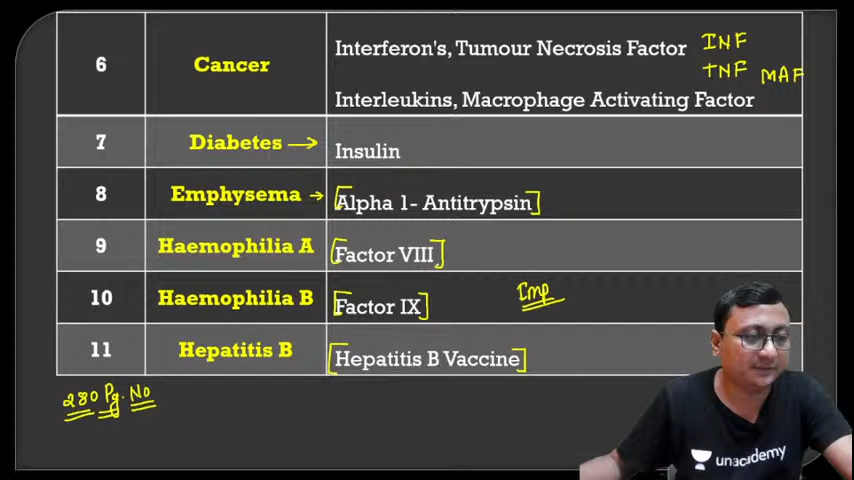 6 Cancer Interferon's, Tumour Necrosis Factor INF
TNF MAF
Interleukins, Macrophage Activating Factor
7 Diabetes → Insulin
8 Emphysema → [Alpha 1- Antitrypsin]
9 Haemophilia A [Factor VIII]
10 Haemophilia B [Factor IX] Imp
11 Hepatitis B [Hepatitis B Vaccine]
280 Pg. No
unacademy